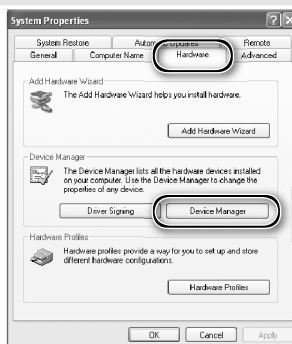 System Properties
System Restore Automatic Updates Remote
General Computer Name Hardware Advanced
Add Hardware Wizard
The Add Hardware Wizard helps you install hardware.
Add Hardware Wizard
Device Manager
The Device Manager lists all the hardware devices installed
on your computer. Use the Device Manager to change the
properties of any device.
Driver Signing Device Manager
Hardware Profiles
Hardware profiles provide a way for you to set up and store
different hardware configurations.
Hardware Profiles
OK Cancel Apply